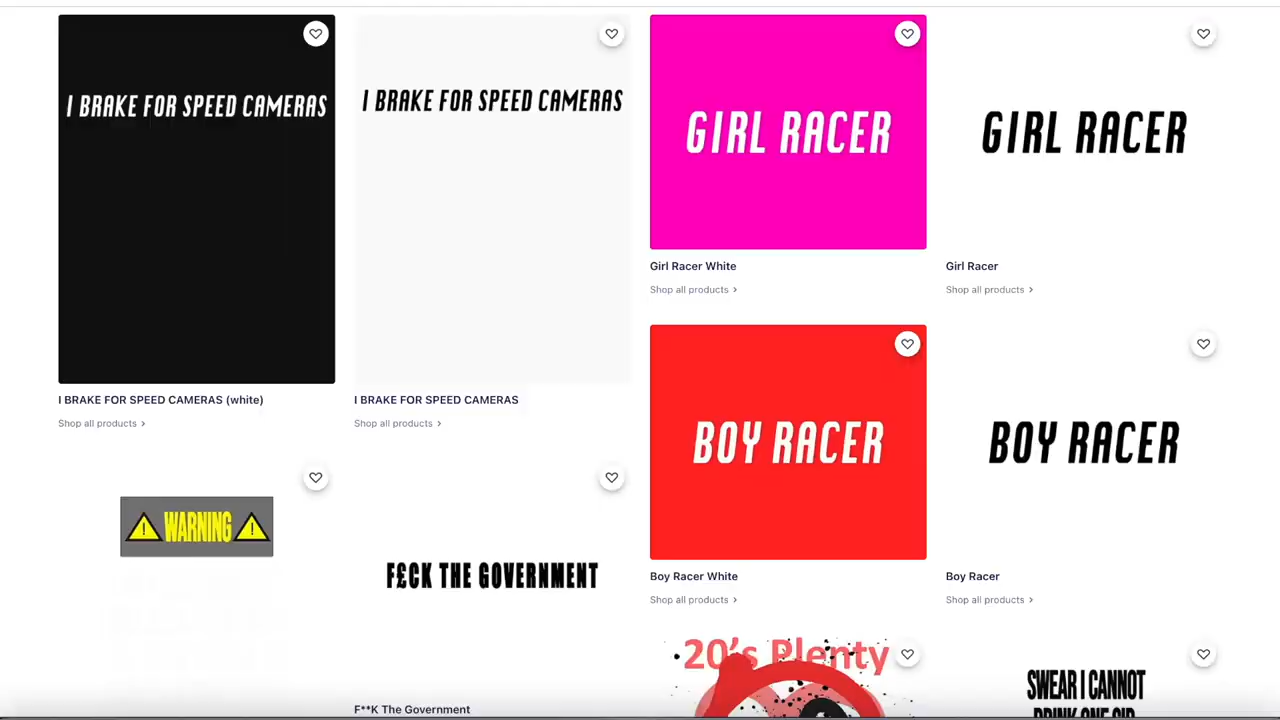 I BRAKE FOR SPEED CAMERAS
I BRAKE FOR SPEED CAMERAS (white)
Shop all products >
I BRAKE FOR SPEED CAMERAS
I BRAKE FOR SPEED CAMERAS
Shop all products >
GIRL RACER
Girl Racer White
Shop all products >
GIRL RACER
Girl Racer
Shop all products >
WARNING
F£CK THE GOVERNMENT
F**K The Government
BOY RACER
Boy Racer White
Shop all products >
BOY RACER
Boy Racer
Shop all products >
20's Plenty
SWEAR I CANNOT
DRINK ONE SIP